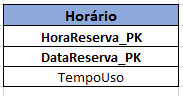 Horário
HoraReserva_PK
DataReserva_PK
TempoUso